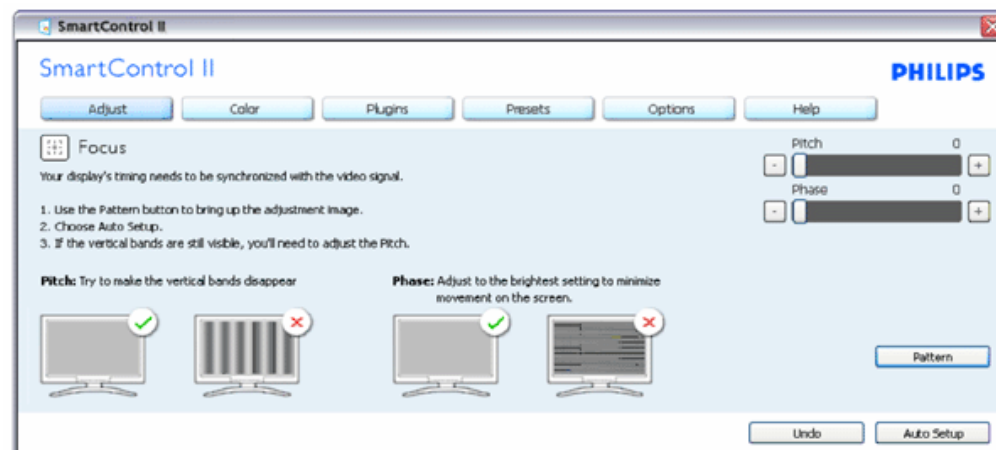 SmartControl II
SmartControl II
PHILIPS
Adjust Color Plugins Presets Options Help
Focus
Your display's timing needs to be synchronized with the video signal.
1. Use the Pattern button to bring up the adjustment image.
2. Choose Auto Setup.
3. If the vertical bands are still visible, you'll need to adjust the Pitch.
Pitch 0
- +
Phase 0
- +
Pitch: Try to make the vertical bands disappear
Phase: Adjust to the brightest setting to minimize
movement on the screen.
Pattern
Undo Auto Setup